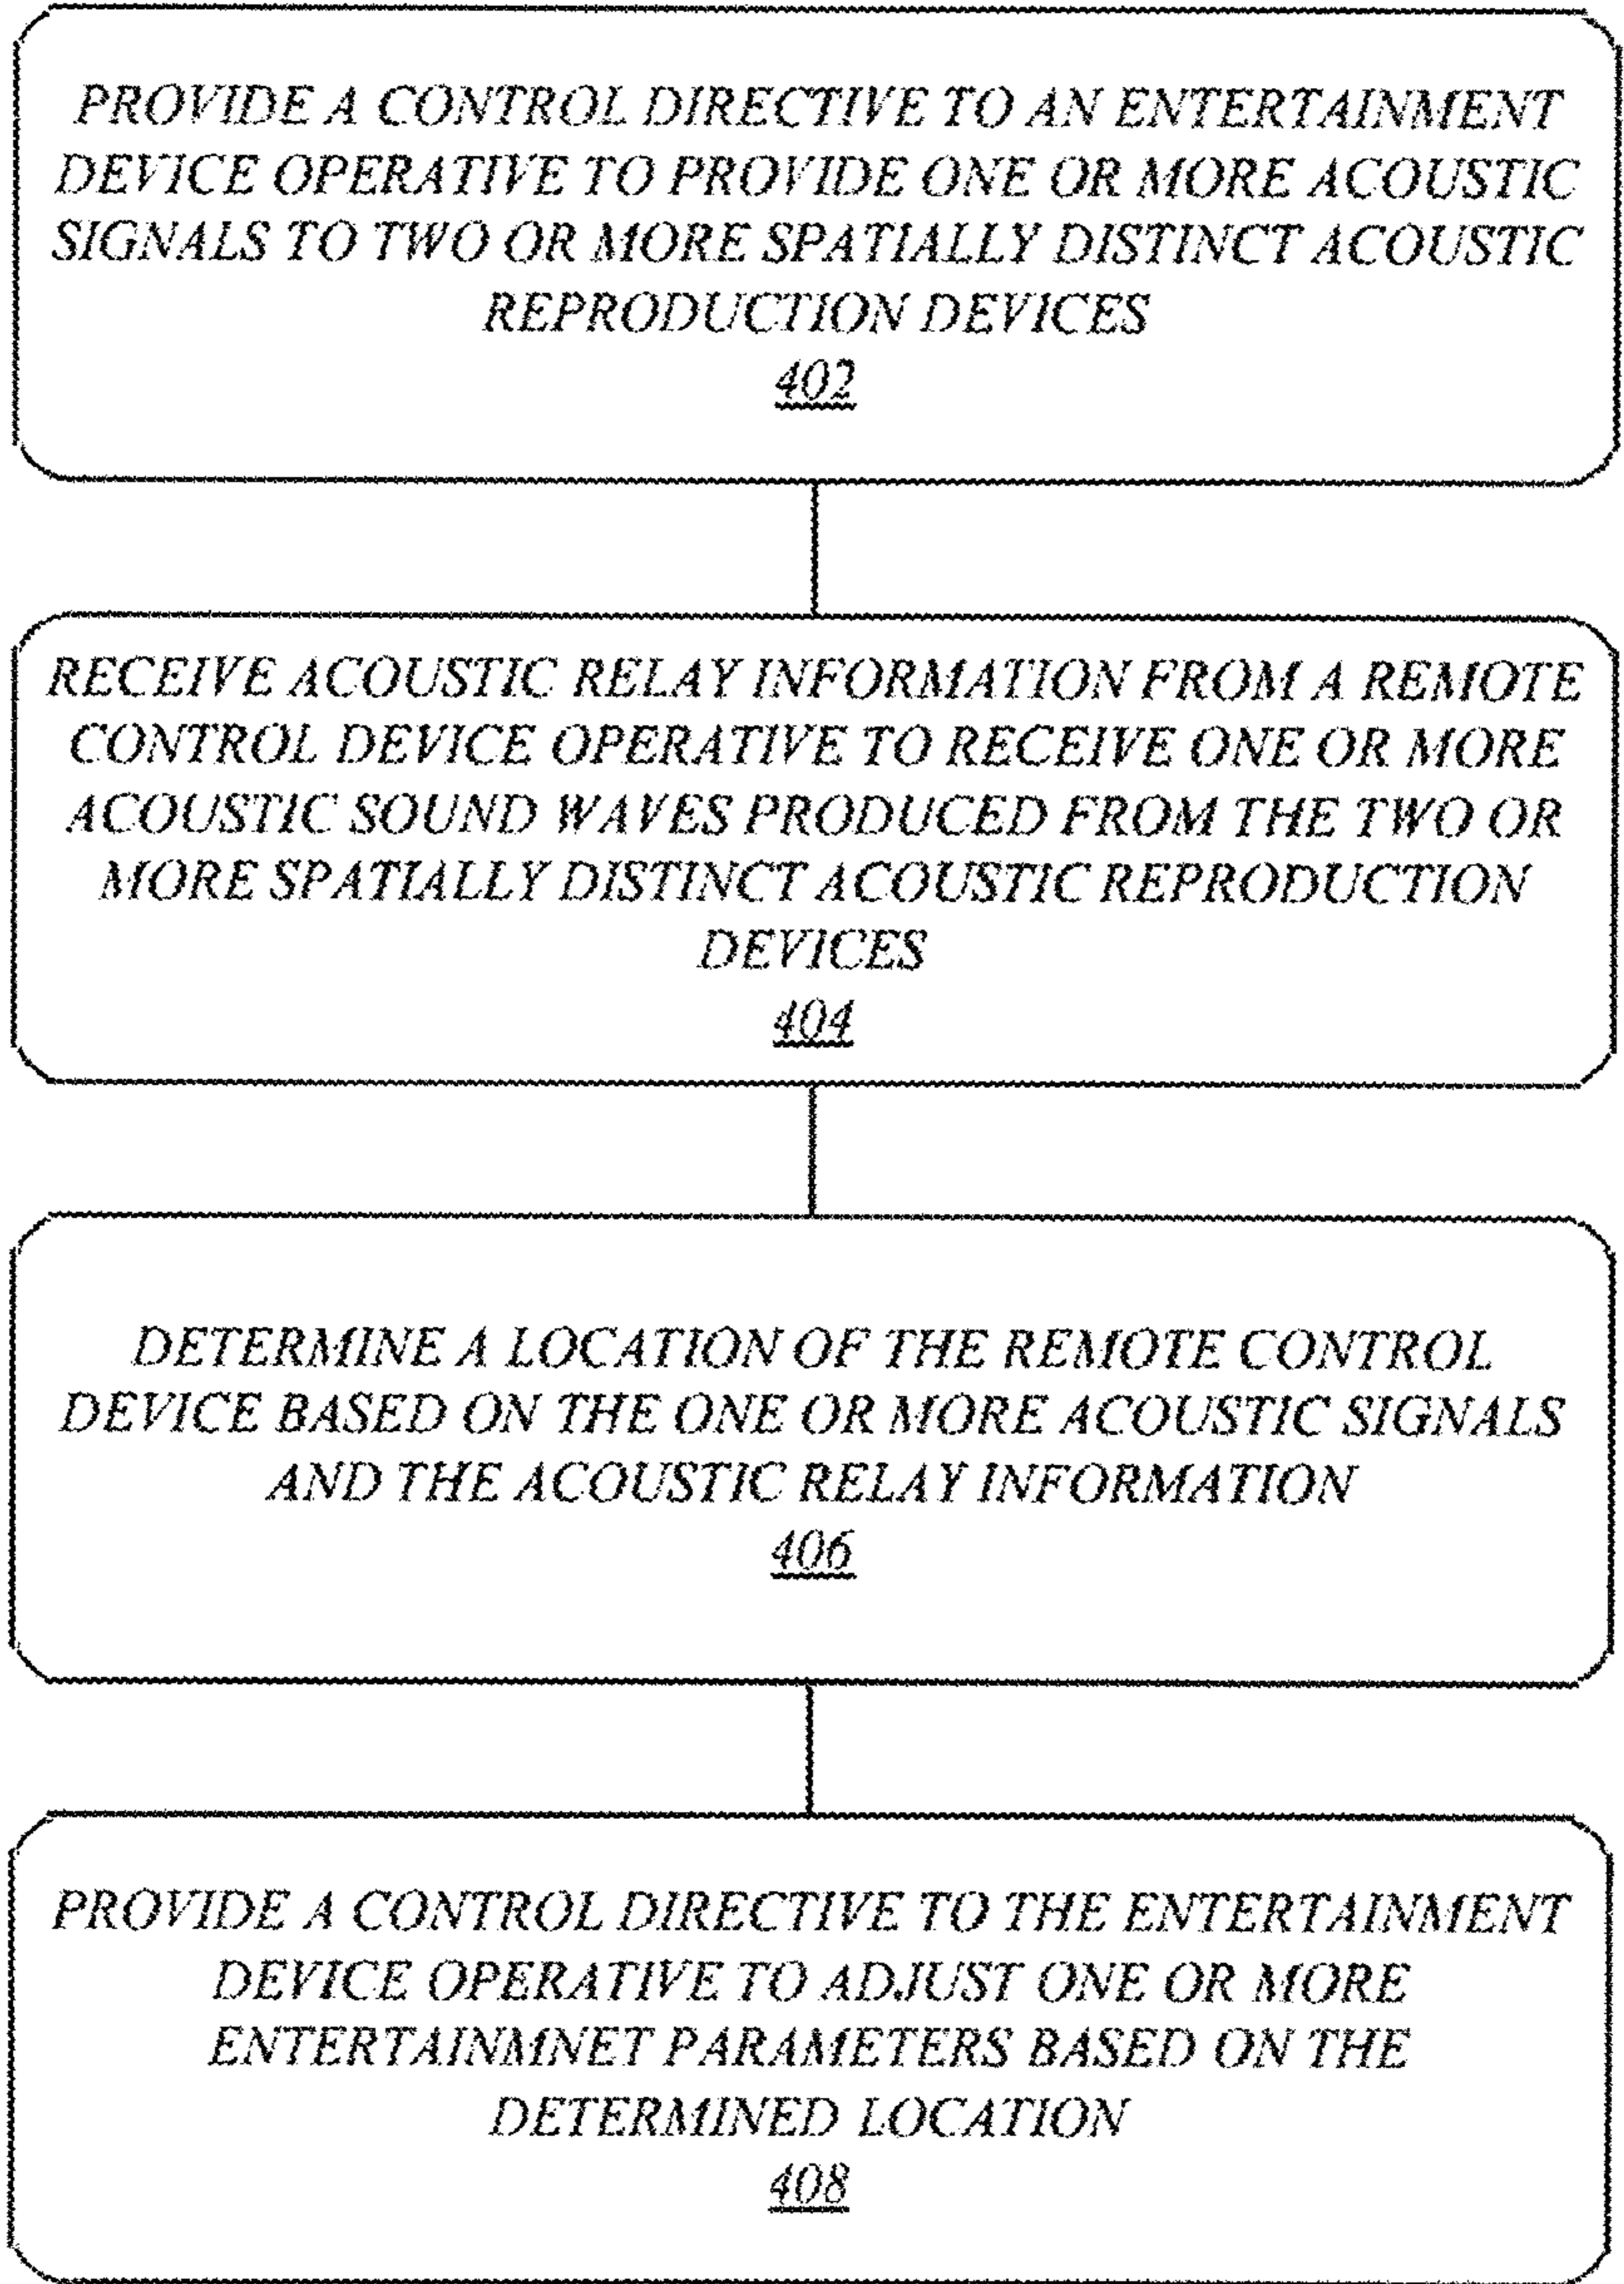 PROVIDE A CONTROL DIRECTIVE TO AN ENTERTAINMENT
DEVICE OPERATIVE TO PROVIDE ONE OR MORE ACOUSTIC
SIGNALS TO TWO OR MORE SPATIALLY DISTINCT ACOUSTIC
REPRODUCTION DEVICES
402
RECEIVE ACOUSTIC RELAY INFORMATION FROM A REMOTE
CONTROL DEVICE OPERATIVE TO RECEIVE ONE OR MORE
ACOUSTIC SOUND WAVES PRODUCED FROM THE TWO OR
MORE SPATIALLY DISTINCT ACOUSTIC REPRODUCTION
DEVICES
404
DETERMINE A LOCATION OF THE REMOTE CONTROL
DEVICE BASED ON THE ONE OR MORE ACOUSTIC SIGNALS
AND THE ACOUSTIC RELAY INFORMATION
406
PROVIDE A CONTROL DIRECTIVE TO THE ENTERTAINMENT
DEVICE OPERATIVE TO ADJUST ONE OR MORE
ENTERTAINMNET PARAMETERS BASED ON THE
DETERMINED LOCATION
408